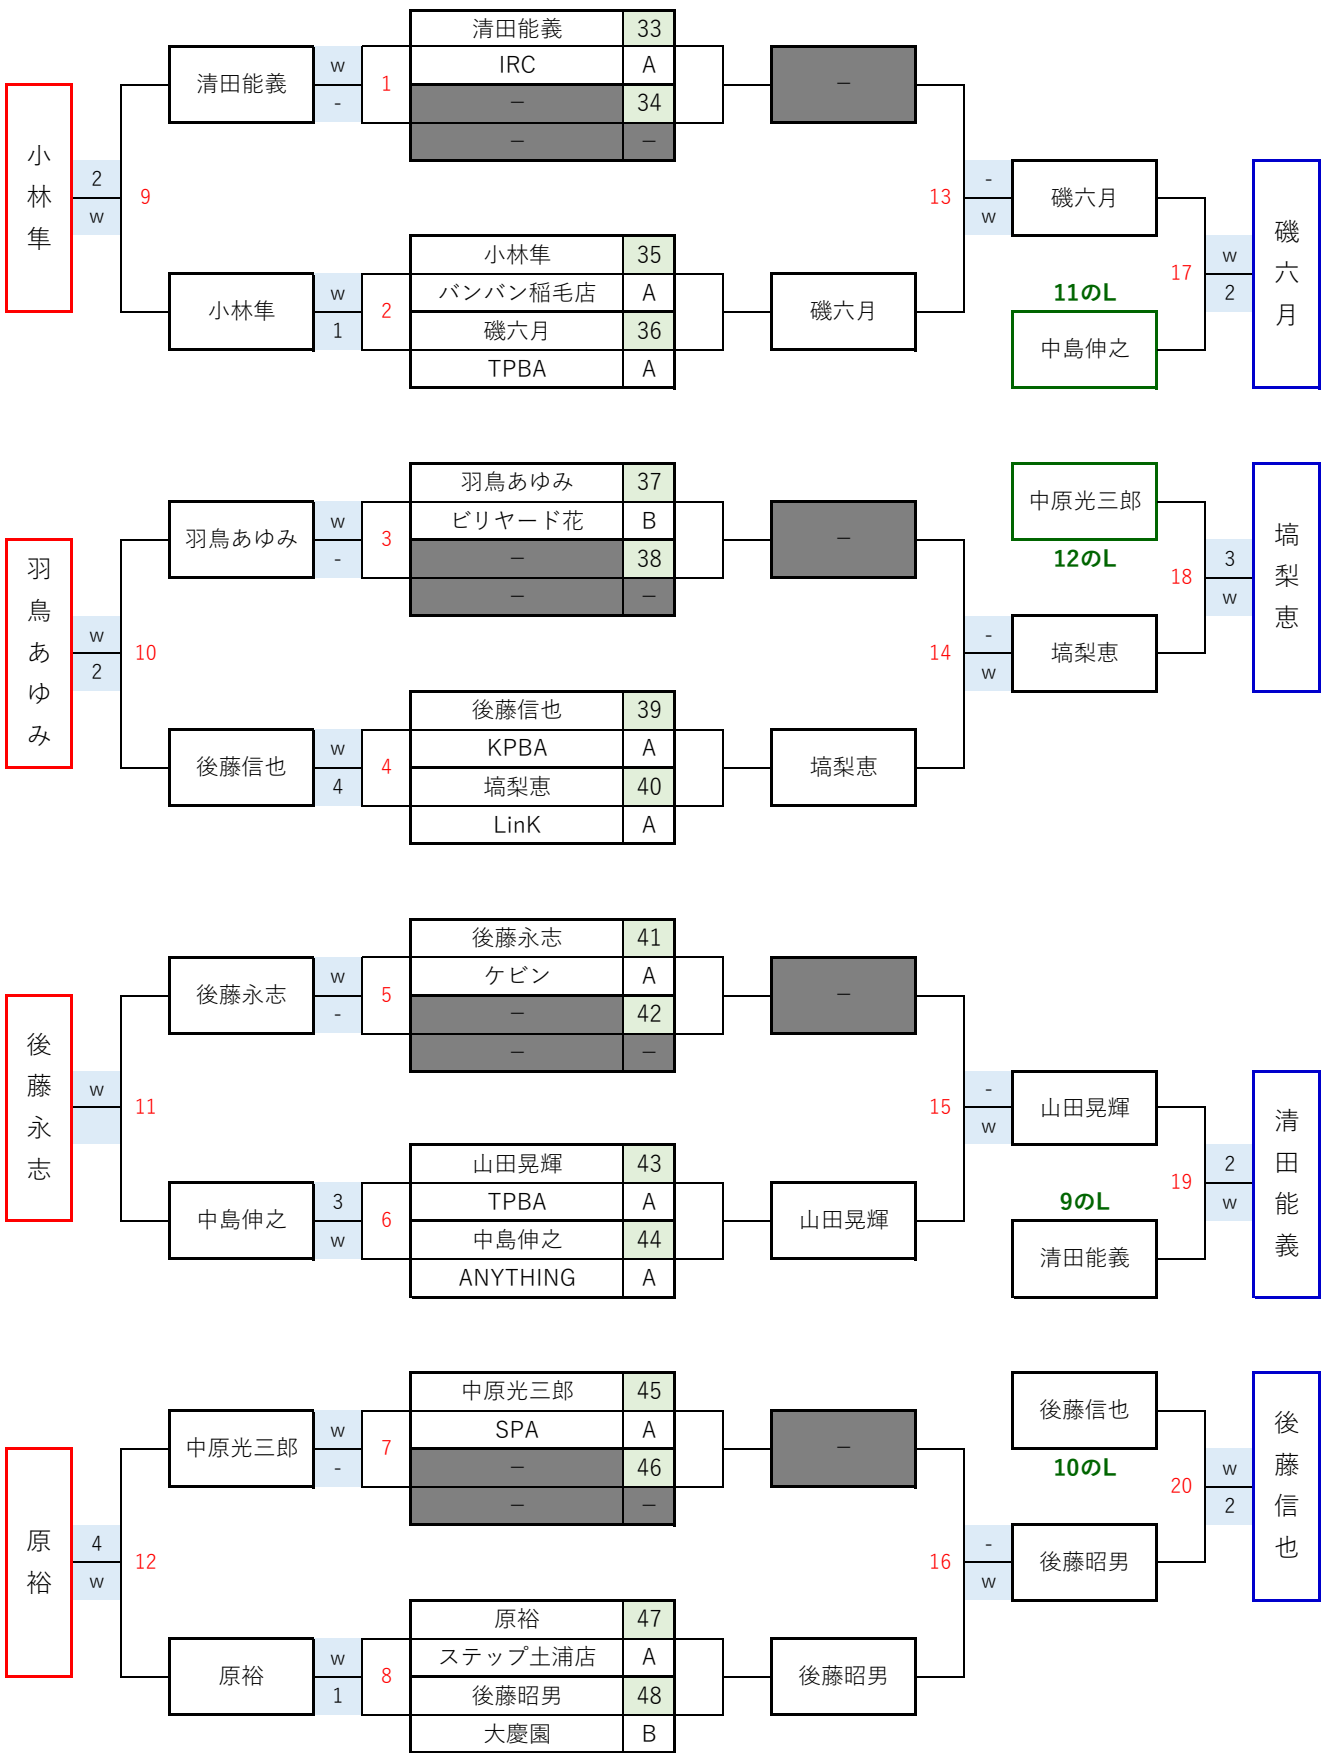 清田能義 33
IRC A
清田能義 w 1 － 34 －
-
－ －
小林隼 2 9 13 - 磯六月
w w
小林隼 35
バンバン稲毛店 A
小林隼 w 2 磯六月 36 磯六月
1
TPBA A
17 w 磯六月
2
11のL
中島伸之
羽鳥あゆみ 37
ビリヤード花 B
羽鳥あゆみ w 3 － 38 －
-
－ －
中原光三郎
12のL
18 3 塙梨恵
w
羽鳥あゆみ w 10 14 - 塙梨恵
2 w
後藤信也 39
KPBA A
後藤信也 w 4 塙梨恵 40 塙梨恵
4
LinK A
後藤永志 41
ケビン A
後藤永志 w 5 － 42 －
-
－ －
後藤永志 w 11 15 - 山田晃輝
w
山田晃輝 43
TPBA A
中島伸之 3 6 中島伸之 44 山田晃輝
w
ANYTHING A
19 2 清田能義
w
9のL
清田能義
中原光三郎 45
SPA A
中原光三郎 w 7 － 46 －
-
－ －
後藤信也
10のL
20 w 後藤信也
2
原裕 4 12 16 - 後藤昭男
w w
原裕 47
ステップ土浦店 A
原裕 w 8 後藤昭男 48 後藤昭男
1
大慶園 B